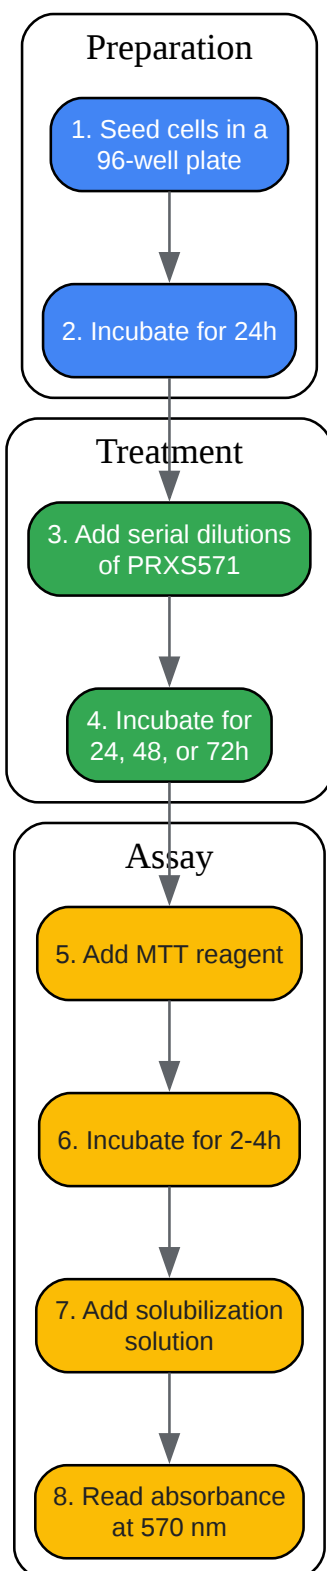 Preparation
1. Seed cells in a
96-well plate
2. Incubate for 24h
Treatment
3. Add serial dilutions
of PRXS571
4. Incubate for
24, 48, or 72h
Assay
5. Add MTT reagent
6. Incubate for 2-4h
7. Add solubilization
solution
8. Read absorbance
at 570 nm